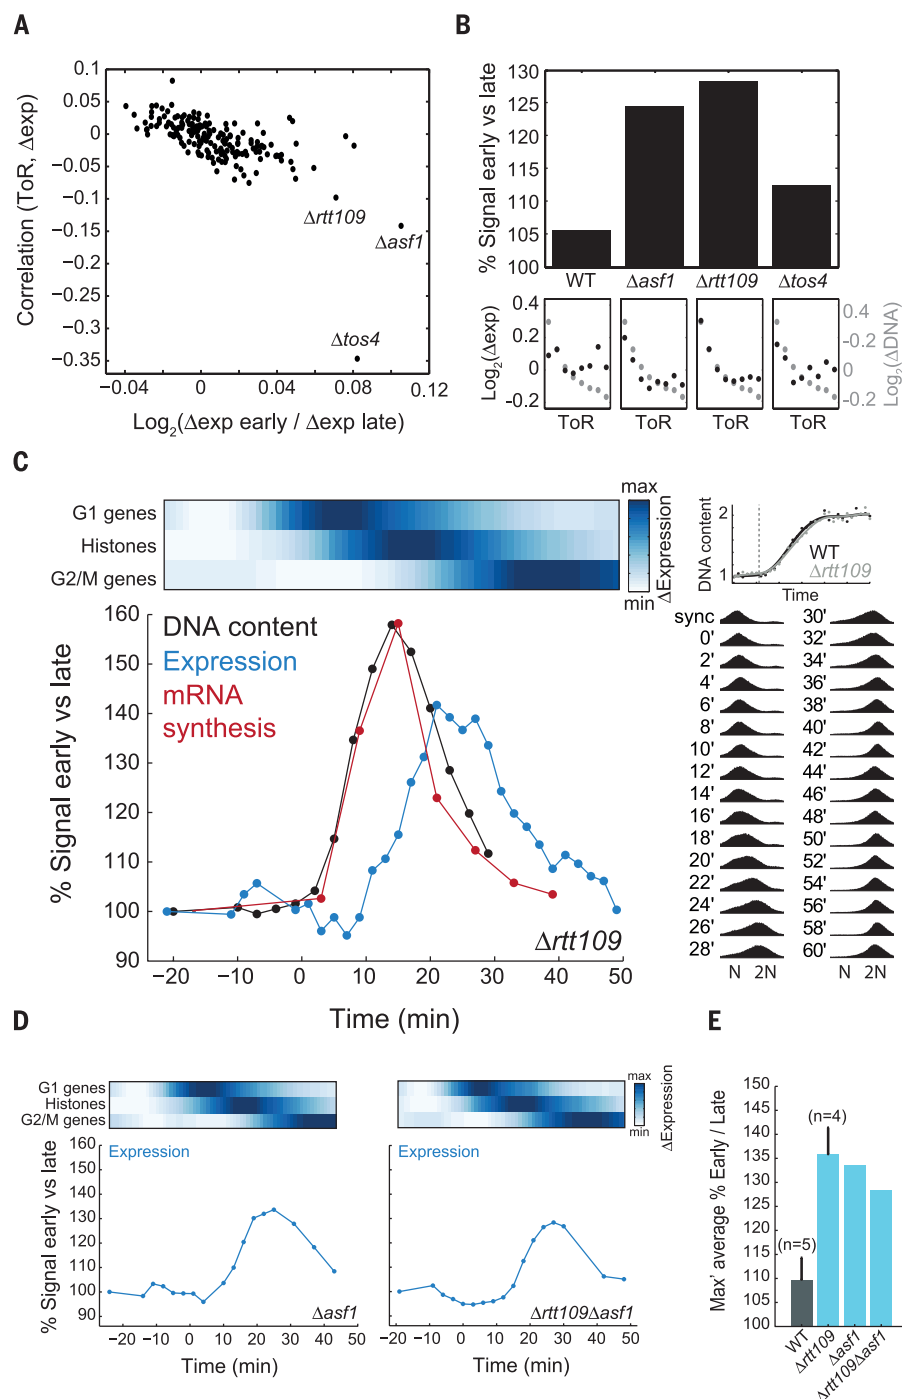 A
Correlation (ToR, Δexp)
0.05
0
−0.05
−0.1
−0.15
−0.2
−0.25
−0.3
−0.35
Δrtt109
Δasf1
Δtos4
−0.04 0 0.04 0.08 0.12
Log2(Δexp early / Δexp late)
B
% Signal early vs late
130
125
120
115
110
105
100
WT Δasf1 Δrtt109 Δtos4
Log2(Δexp)
0.4
0.2
0
-0.2
0.4
-0.2
0
-0.2
Log2(ΔDNA)
ToR ToR ToR ToR
C
G1 genes
Histones
G2/M genes
max
min
ΔExpression
% Signal early vs late
160
150
140
130
120
110
100
90
DNA content
Expression
mRNA
synthesis
Δrtt109
−20 −10 0 10 20 30 40 50
Time (min)
DNA content
2
1
WT
Δrtt109
Time
sync 30'
0' 32'
2' 34'
4' 36'
6' 38'
8' 40'
10' 42'
12' 44'
14' 46'
16' 48'
18' 50'
20' 52'
22' 54'
24' 56'
26' 58'
28' 60'
N 2N N 2N
D
G1 genes
Histones
G2/M genes
max
min
ΔExpression
% Signal early vs late
160
150
140
130
120
110
100
90
Expression
Δasf1
−20 −10 0 10 20 30 40
Time (min)
Expression
Δrtt109Δasf1
−20 −10 0 10 20 30 40 50
Time (min)
E
Max' average % Early / Late
150
145
140
135
130
125
120
115
110
105
100
(n=5)
(n=4)
WT
Δrtt109
Δasf1
Δrtt109Δasf1